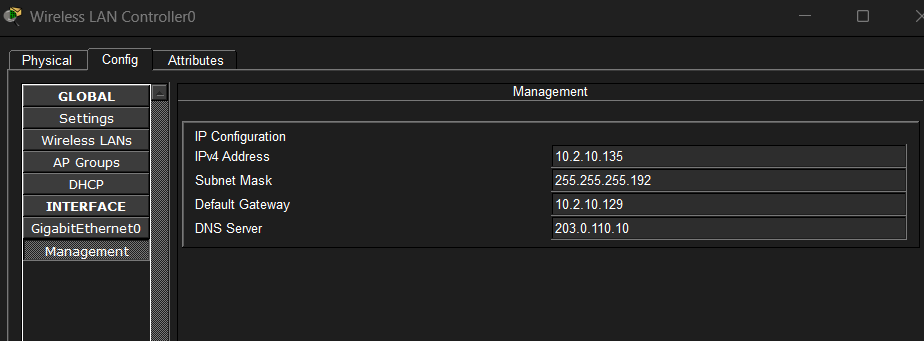 Wireless LAN Controller0
Physical Config Attributes
GLOBAL
Settings
Wireless LANs
AP Groups
DHCP
INTERFACE
GigabitEthernet0
Management
Management
IP Configuration
IPv4 Address 10.2.10.135
Subnet Mask 255.255.255.192
Default Gateway 10.2.10.129
DNS Server 203.0.110.10